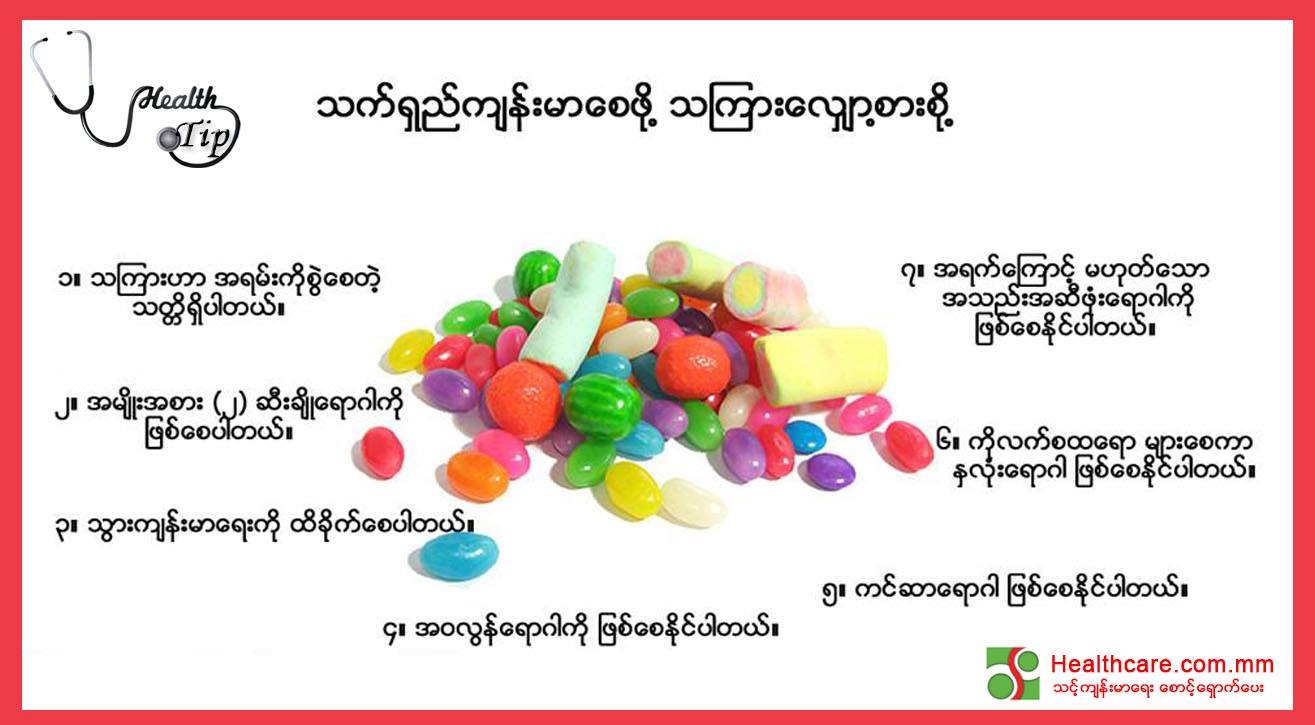 Health
Tip
သက်ရှည်ကျန်းမာစေဖို့ သကြားလျှော့စားစို့
၁။ သကြားဟာ အရမ်းကိုစွဲစေတဲ့
သတ္တိရှိပါတယ်။
၂။ အမျိုးအစား (၂) ဆီးချိုရောဂါကို
ဖြစ်စေပါတယ်။
၃။ သွားကျန်းမာရေးကို ထိခိုက်စေပါတယ်။
၄။ အဝလွန်ရောဂါကို ဖြစ်စေနိုင်ပါတယ်။
၅။ ကင်ဆာရောဂါ ဖြစ်စေနိုင်ပါတယ်။
၆။ ကိုလက်စထရော များစေကာ
နှလုံးရောဂါ ဖြစ်စေနိုင်ပါတယ်။
၇။ အရက်ကြောင့် မဟုတ်သော
အသည်းအဆီဖုံးရောဂါကို
ဖြစ်စေနိုင်ပါတယ်။
Healthcare.com.mm
သင့်ကျန်းမာရေး စောင့်ရှောက်ပေး